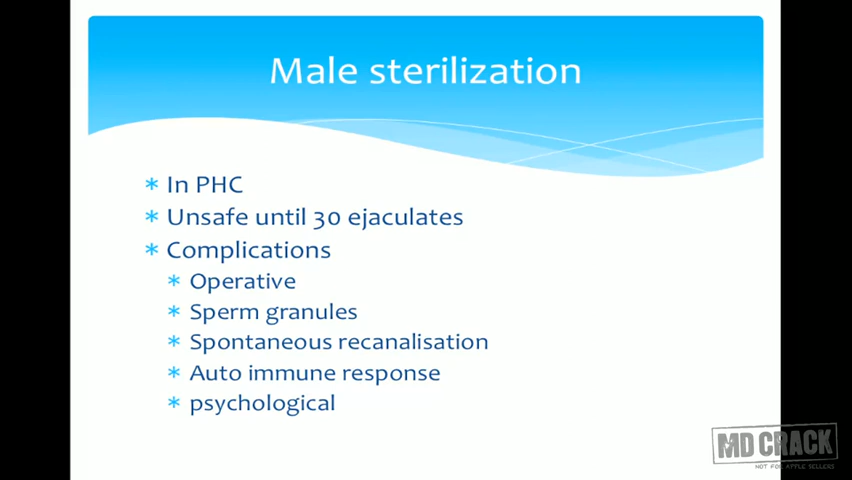 Male sterilization
* In PHC
* Unsafe until 30 ejaculates
* Complications
* Operative
* Sperm granules
* Spontaneous recanalisation
* Auto immune response
* psychological
MD CRACK
NOT FOR APPLE SELLERS